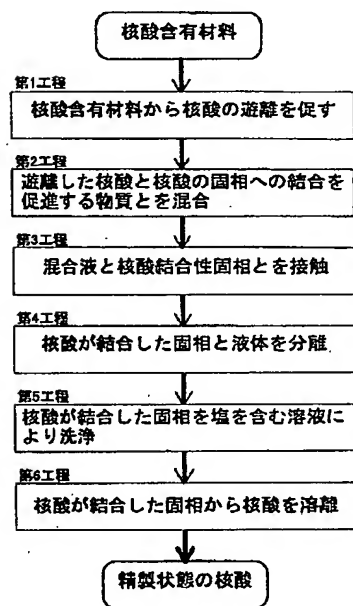 核酸含有材料
第1工程
核酸含有材料から核酸の遊離を促す
第2工程
遊離した核酸と核酸の固相への結合を
促進する物質とを混合
第3工程
混合液と核酸結合性固相とを接触
第4工程
核酸が結合した固相と液体を分離
第5工程
核酸が結合した固相を塩を含む溶液に
より洗浄
第6工程
核酸が結合した固相から核酸を溶離
精製状態の核酸